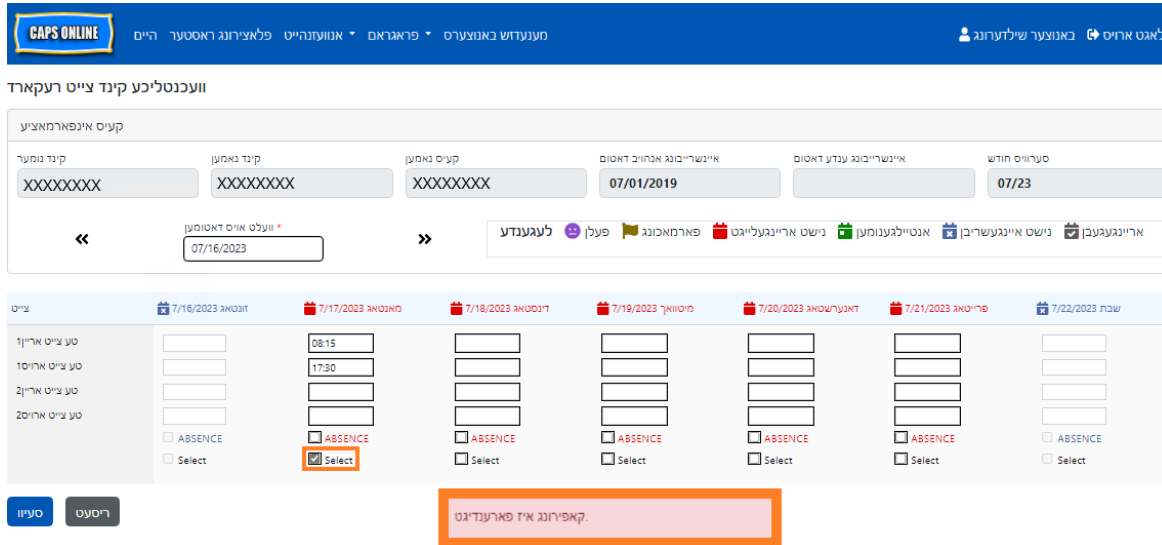 CAPS ONLINE
היים פלאצירונג ראסטער אנוועזנהייט פראגראם מענעדזש באנוצערס באנוצער שילדערונג לאגט ארויס
וועכנטליכע קינד צייט רעקארד
קעיס אינפארמאציע
קינד נומער קינד נאמען קעיס נאמען איינשרייבונג אנהויב דאטום איינשרייבונג ענדע דאטום סערוויס חודש
XXXXXXXX XXXXXXXX XXXXXXXX 07/01/2019 07/23
« * וועלט אויס דאטומען »
07/16/2023
לעגענדע פעלן פארמאכונג נישט אריינגעלייגט אנטיילגענומען נישט איינגעשריבן אריינגעגעבן
צייט זונטאג 7/16/2023 מאנטאג 7/17/2023 דינסטאג 7/18/2023 מיטוואך 7/19/2023 דאנערשטאג 7/20/2023 פרייטאג 7/21/2023 שבת 7/22/2023
טע צייט אריין1 08:15
טע צייט ארויס1 17:30
טע צייט אריין2
טע צייט ארויס2
ABSENCE ABSENCE ABSENCE ABSENCE ABSENCE ABSENCE ABSENCE
Select Select Select Select Select Select Select
סעיוו ריסעט
קאפירונג איז פארענדיגט.